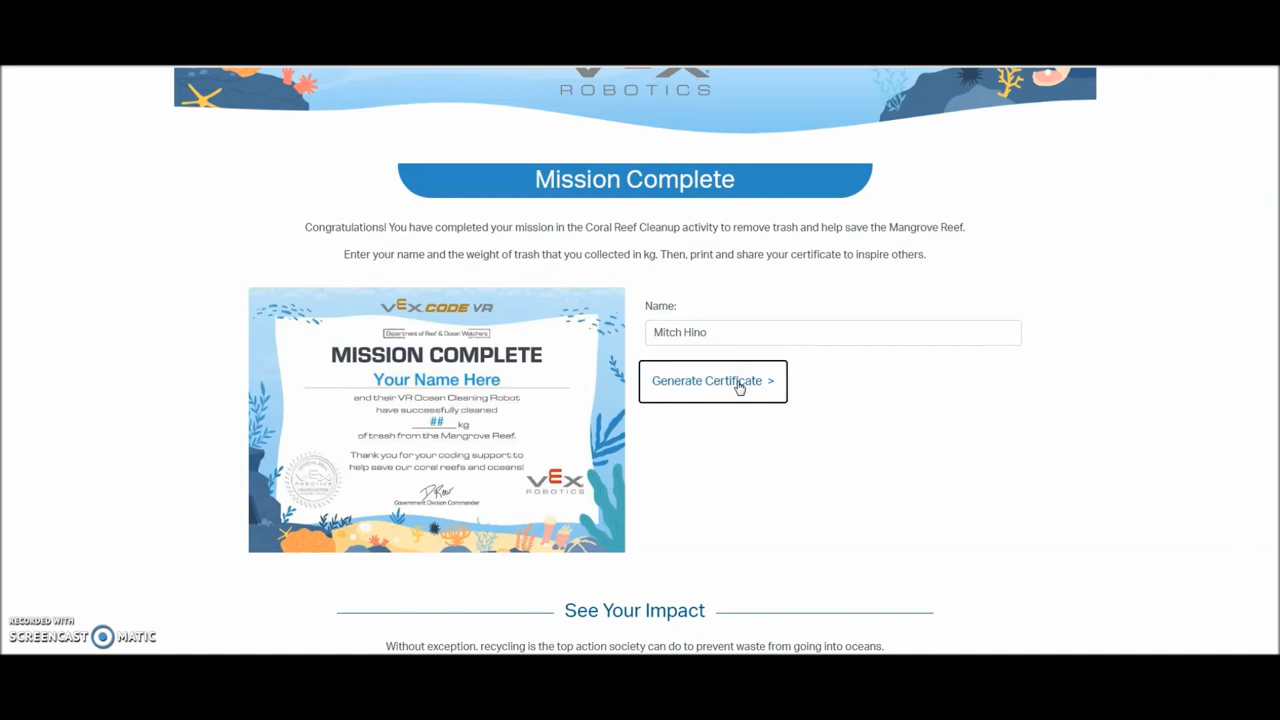 VEX
ROBOTICS
Mission Complete
Congratulations! You have completed your mission in the Coral Reef Cleanup activity to remove trash and help save the Mangrove Reef.
Enter your name and the weight of trash that you collected in kg. Then, print and share your certificate to inspire others.
VEX CODE VR
Department of Reef & Ocean Watchers
MISSION COMPLETE
Your Name Here
and their VR Ocean Cleaning Robot
have successfully cleaned
## kg
of trash from the Mangrove Reef.
Thank you for your coding support to
help save our coral reefs and oceans!
VEX
ROBOTICS
Government Division Commander
VEX
ROBOTICS
Name:
Mitch Hino
Generate Certificate >
See Your Impact
Without exception, recycling is the top action society can do to prevent waste from going into oceans.
RECORDED WITH
SCREENCAST MATIC